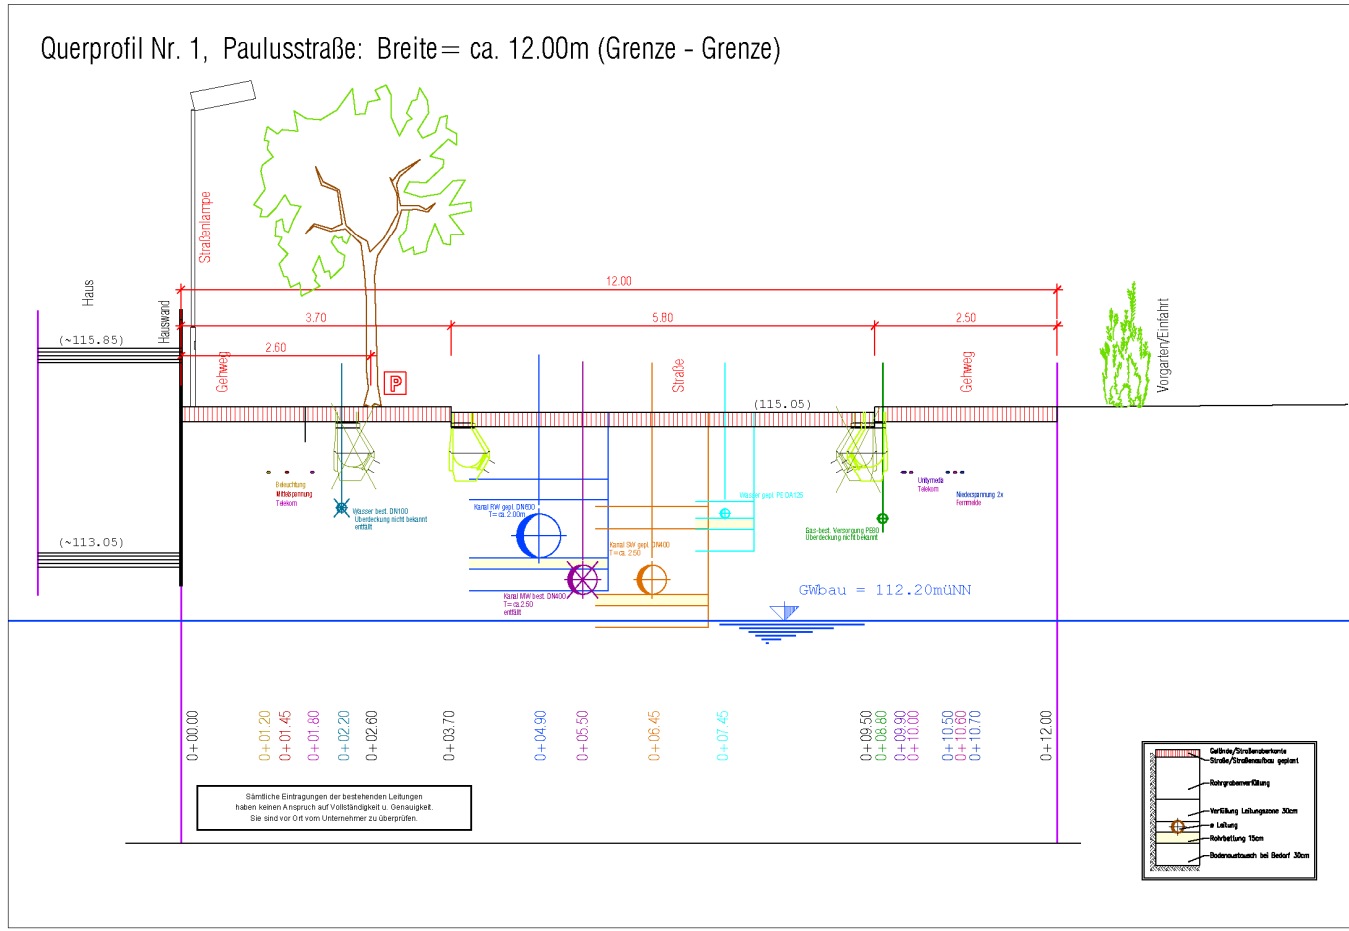 Querprofil Nr. 1, Paulusstraße: Breite= ca. 12.00m (Grenze - Grenze)
Straßenlampe
Haus
Hauswand
12.00
3.70
5.80
2.50
2.60
(~115.85)
Gehweg
P
Straße
(115.05)
Gehweg
Vorgarten/Einfahrt
Beleuchtung
Mittelspannung
Telekom
Wasser best. DN100
Überdeckung nicht bekannt
entfällt
Kanal RW gepl. DN600
T= ca. 2.00m
Kanal MW best. DN400
T= ca.2.50
entfällt
Kanal SW gepl. DN400
T= ca. 2.50
Wasser gepl. PE DA125
Gas-best. Versorgung PE80
Überdeckung nicht bekannt
Unitymedia
Telekom
Niederspannung 2x
Fernmelde
(~113.05)
GWbau = 112.20müNN
0+00.00
0+01.20
0+01.45
0+01.80
0+02.20
0+02.60
0+03.70
0+04.90
0+05.50
0+06.45
0+07.45
0+09.50
0+08.80
0+09.90
0+10.00
0+10.50
0+10.60
0+10.70
0+12.00
Sämtliche Eintragungen der bestehenden Leitungen
haben keinen Anspruch auf Vollständigkeit u. Genauigkeit.
Sie sind vor Ort vom Unternehmer zu überprüfen.
Gelände/Straßenoberkante
Straße/Straßenaufbau geplant
Rohrgrabenverfüllung
Verfüllung Leitungszone 30cm
ø Leitung
Rohrbettung 15cm
Bodenaustausch bei Bedarf 30cm